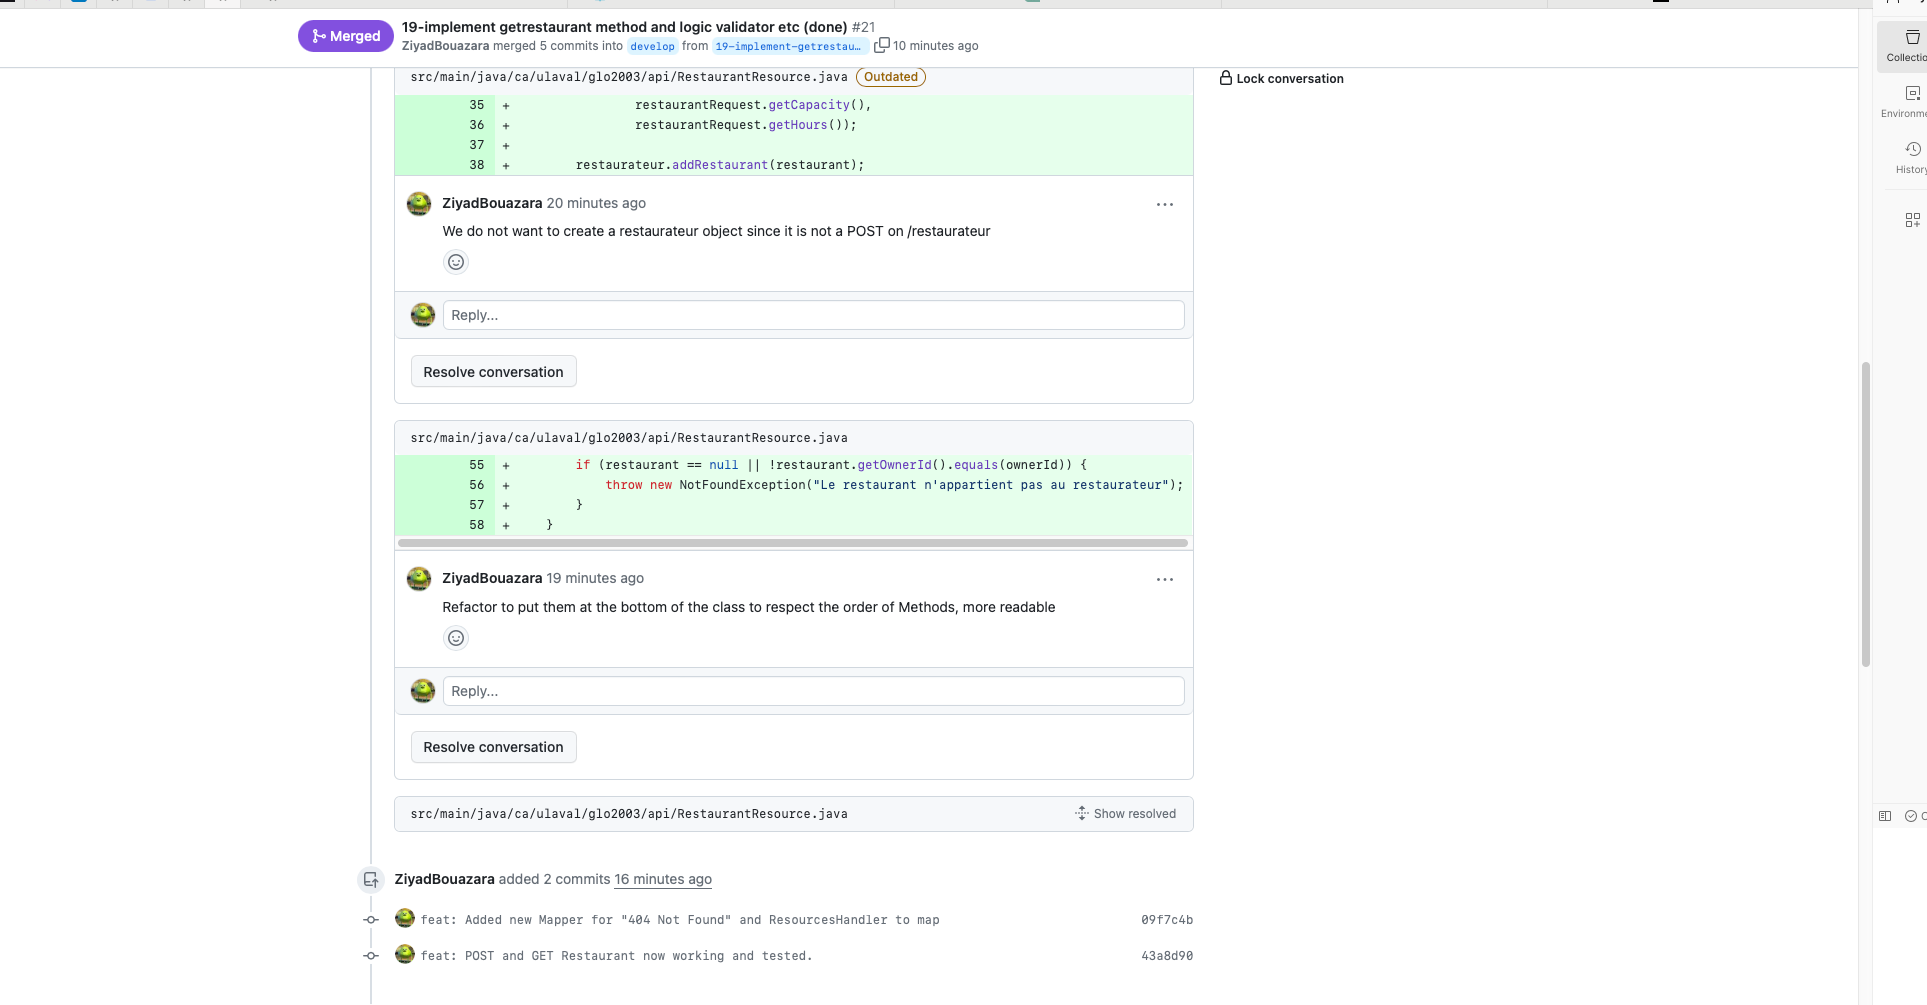 Merged
19-implement getrestaurant method and logic validator etc (done) #21
ZiyadBouazara merged 5 commits into develop from 19-implement-getrestau… 10 minutes ago
src/main/java/ca/ulaval/glo2003/api/RestaurantResource.java Outdated
Lock conversation
35 + restaurantRequest.getCapacity(),
36 + restaurantRequest.getHours());
37 +
38 + restaurateur.addRestaurant(restaurant);
ZiyadBouazara 20 minutes ago
We do not want to create a restaurateur object since it is not a POST on /restaurateur
Reply...
Resolve conversation
src/main/java/ca/ulaval/glo2003/api/RestaurantResource.java
55 + if (restaurant == null || !restaurant.getOwnerId().equals(ownerId)) {
56 + throw new NotFoundException("Le restaurant n'appartient pas au restaurateur");
57 + }
58 + }
ZiyadBouazara 19 minutes ago
Refactor to put them at the bottom of the class to respect the order of Methods, more readable
Reply...
Resolve conversation
src/main/java/ca/ulaval/glo2003/api/RestaurantResource.java Show resolved
ZiyadBouazara added 2 commits 16 minutes ago
feat: Added new Mapper for "404 Not Found" and ResourcesHandler to map 09f7c4b
feat: POST and GET Restaurant now working and tested. 43a8d90
Collectio
Environme
History